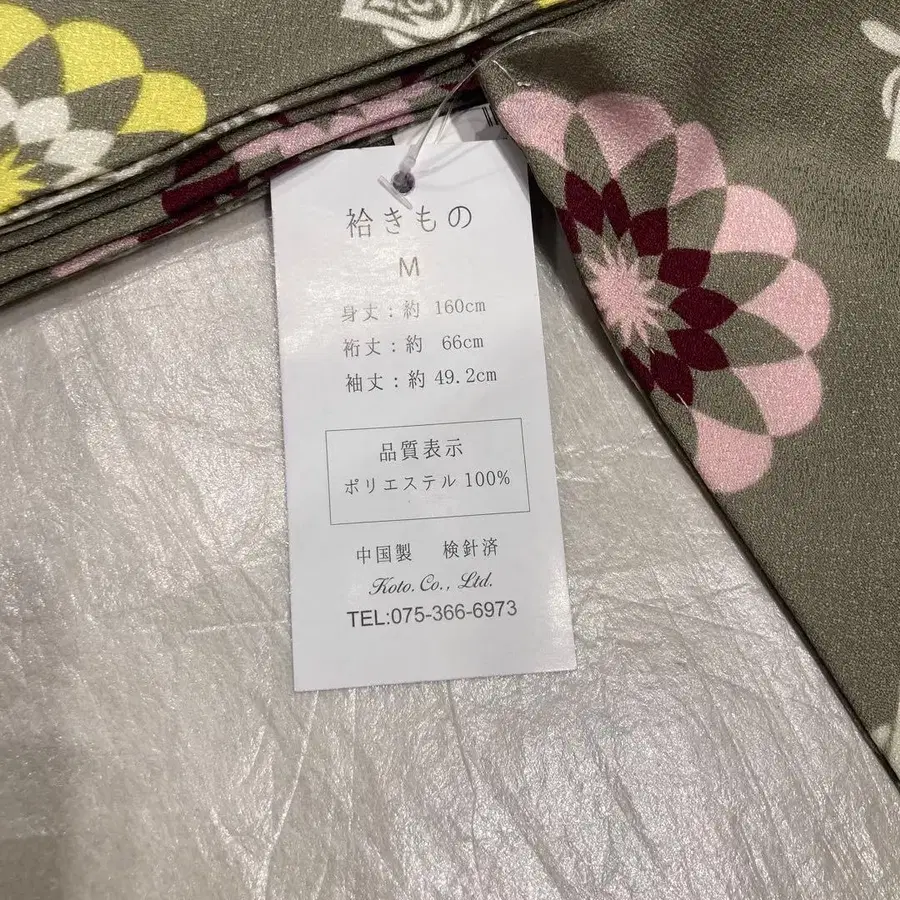 袷きもの
M
身丈:約 160cm
裄丈:約 66cm
袖丈:約 49.2cm
品質表示
ポリエステル 100%
中国製 検針済
Koto. Co., Ltd.
TEL:075-366-6973